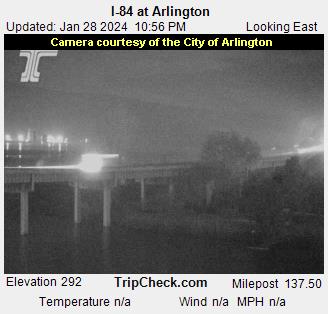 I-84 at Arlington
Updated: Jan 28 2024 10:56 PM Looking East
Camera courtesy of the City of Arlington
Elevation 292 TripCheck.com Milepost 137.50
Temperature n/a Wind n/a MPH n/a